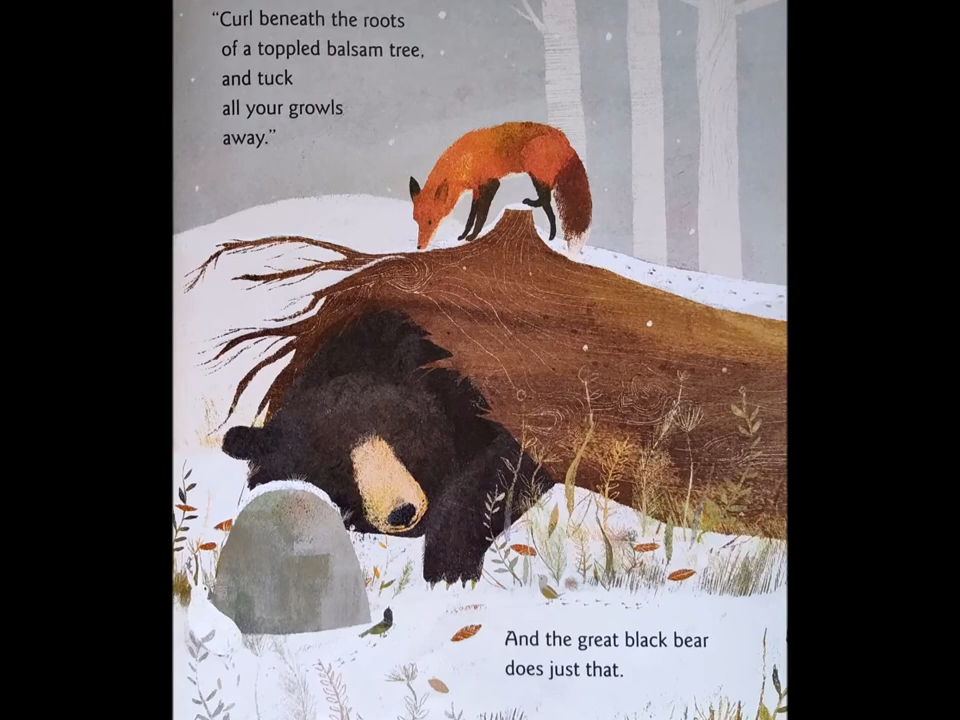 “Curl beneath the roots
of a toppled balsam tree,
and tuck
all your growls
away.”
And the great black bear
does just that.